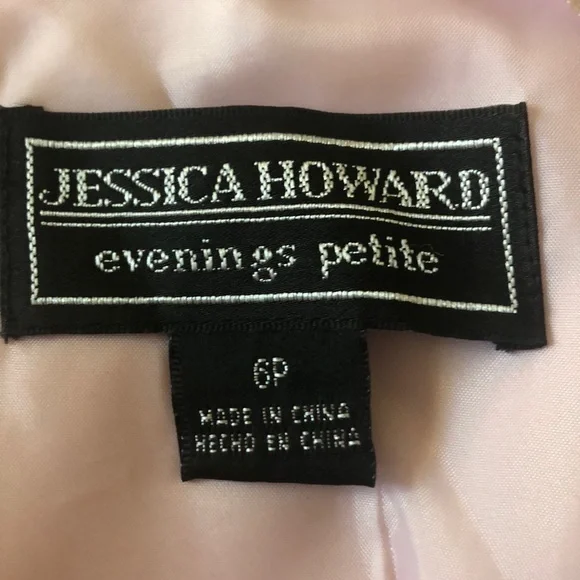 JESSICA HOWARD
evenings petite
6P
MADE IN CHINA
HECHO EN CHINA